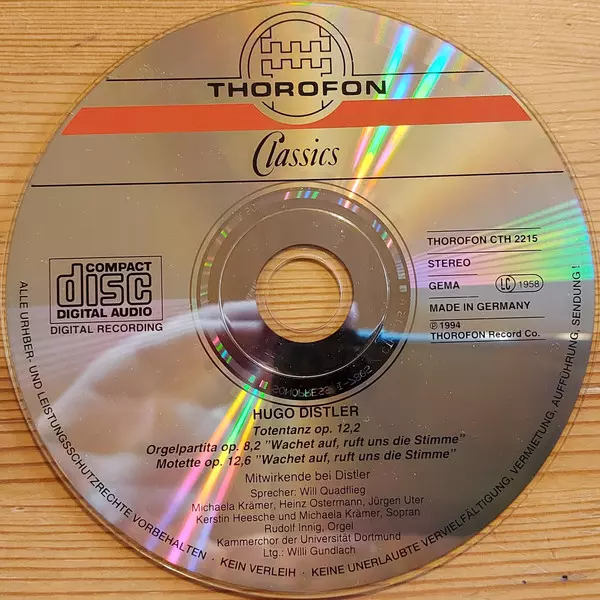 THOROFON
Classics
COMPACT
disc
DIGITAL AUDIO
DIGITAL RECORDING
THOROFON CTH 2215
STEREO
GEMA LC 1958
MADE IN GERMANY
℗ 1994
THOROFON Record Co.
HUGO DISTLER
Totentanz op. 12,2
Orgelpartita op. 8,2 "Wachet auf, ruft uns die Stimme"
Motette op. 12,6 "Wachet auf, ruft uns die Stimme"
Mitwirkende bei Distler
Sprecher: Will Quadflieg
Michaela Krämer, Heinz Ostermann, Jürgen Uter
Kerstin Heesche und Michaela Krämer, Sopran
Rudolf Innig, Orgel
Kammerchor der Universität Dortmund
Ltg.: Willi Gundlach
ALLE URHBER- UND LEISTUNGSSCHUTZRECHTE VORBEHALTEN · KEIN VERLEIH · KEINE UNERLAUBTE VERVIELFÄLTIGUNG, VERMIETUNG, AUFFÜHRUNG, SENDUNG !